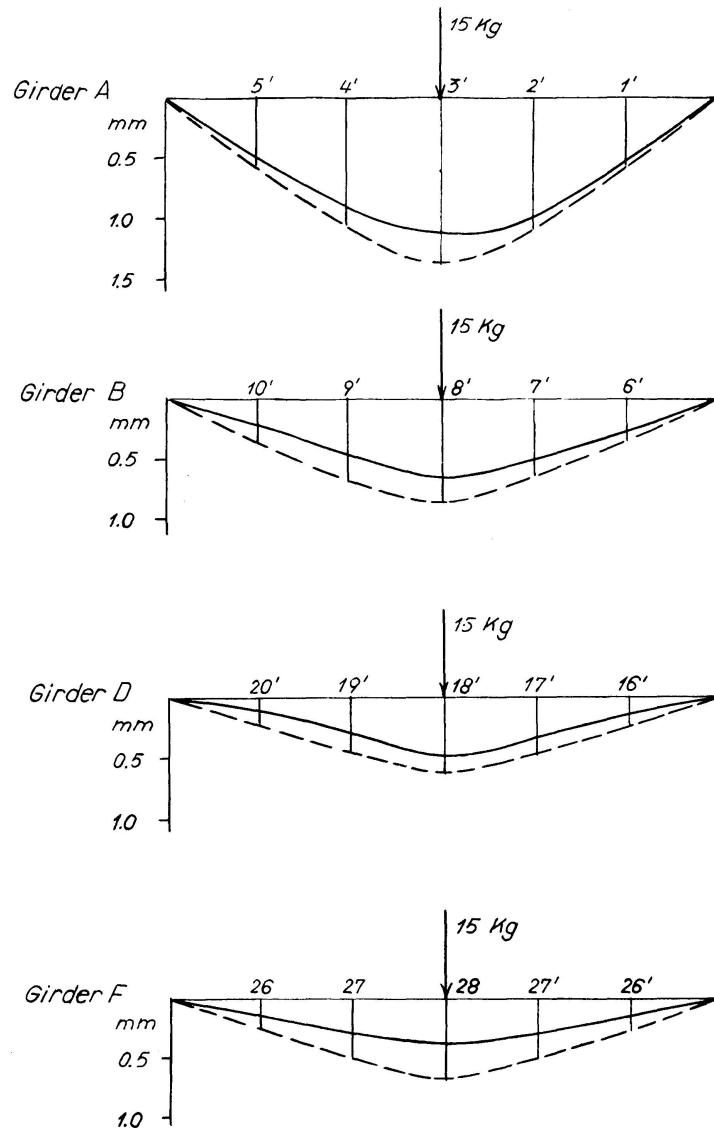 15 Kg
Girder A
5' 4' 3' 2' 1'
mm
0.5
1.0
1.5
15 Kg
Girder B
10' 9' 8' 7' 6'
mm
0.5
1.0
15 Kg
Girder D
20' 19' 18' 17' 16'
mm
0.5
1.0
15 Kg
Girder F
26 27 28 27' 26'
mm
0.5
1.0